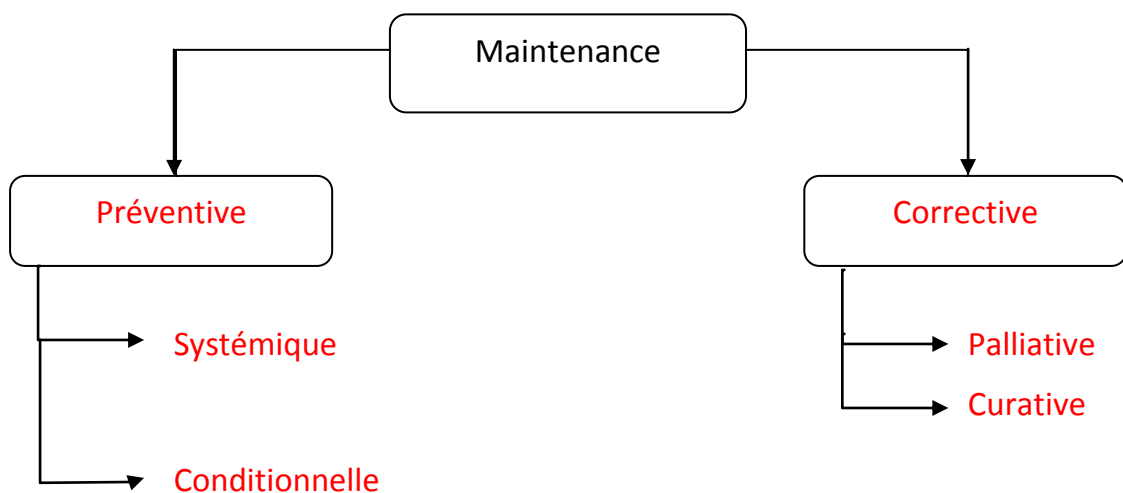 Maintenance
Préventive
Corrective
Systémique
Palliative
Curative
Conditionnelle